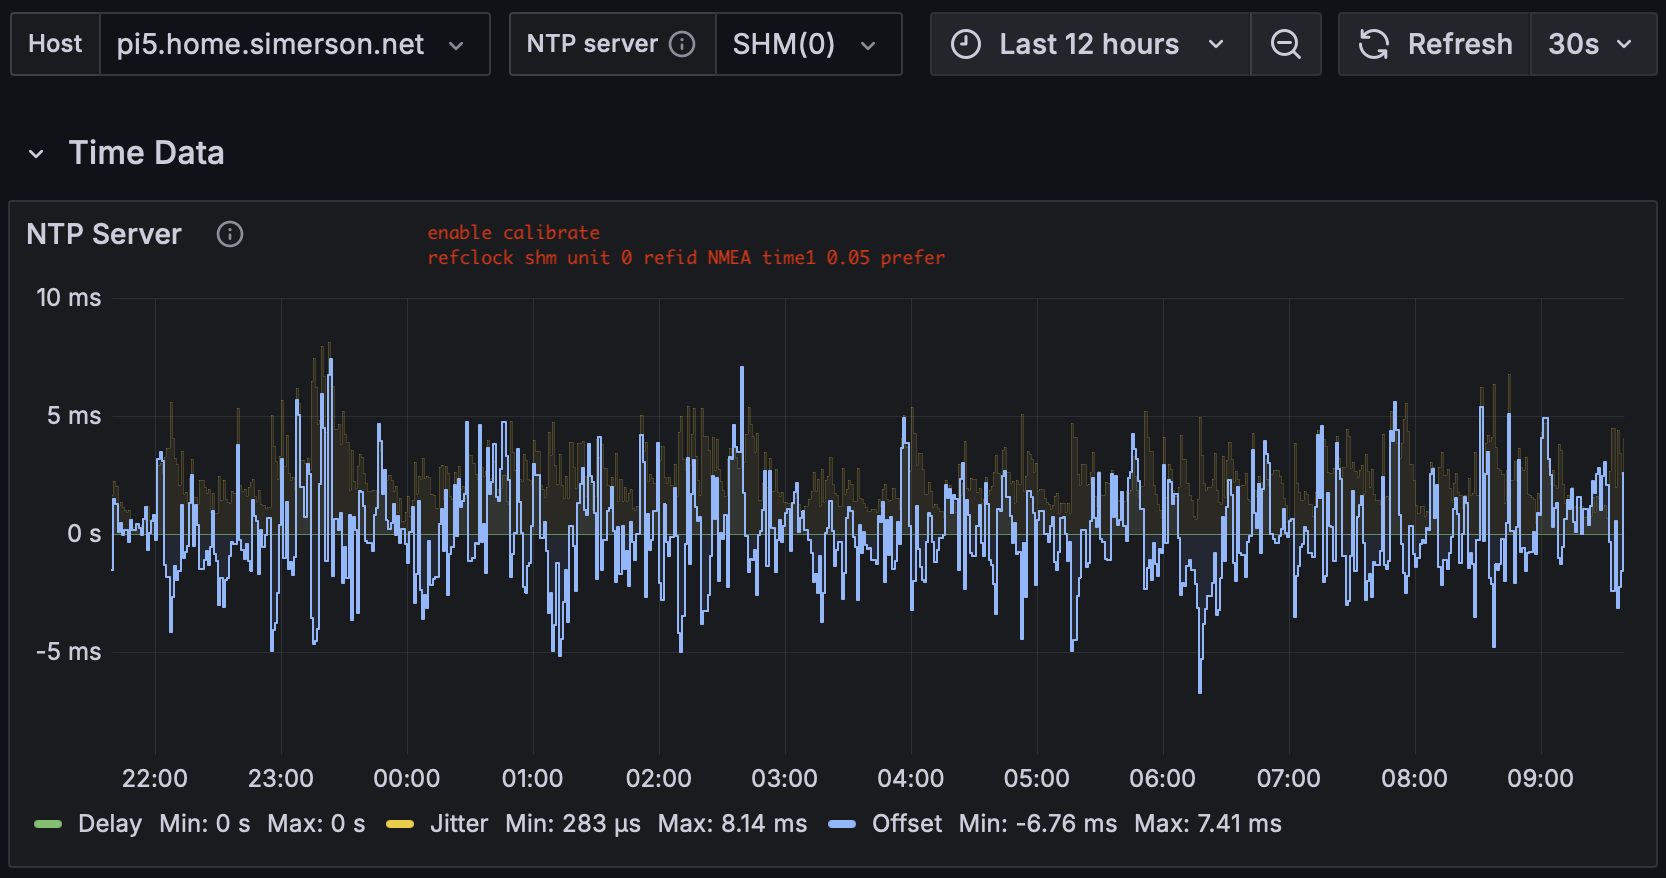 Host pi5.home.simerson.net NTP server SHM(0) Last 12 hours Refresh 30s
Time Data
NTP Server
enable calibrate
refclock shm unit 0 refid NMEA time1 0.05 prefer
10 ms
5 ms
0 s
-5 ms
22:00 23:00 00:00 01:00 02:00 03:00 04:00 05:00 06:00 07:00 08:00 09:00
Delay Min: 0 s Max: 0 s Jitter Min: 283 µs Max: 8.14 ms Offset Min: -6.76 ms Max: 7.41 ms